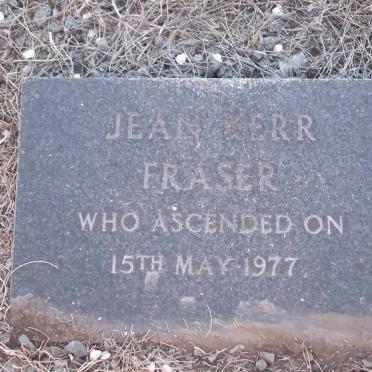 JEAN KERR
FRASER
WHO ASCENDED ON
15TH MAY 1977